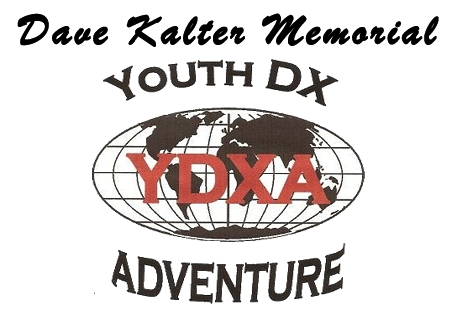 Dave Kalter Memorial
YOUTH DX
YDXA
ADVENTURE